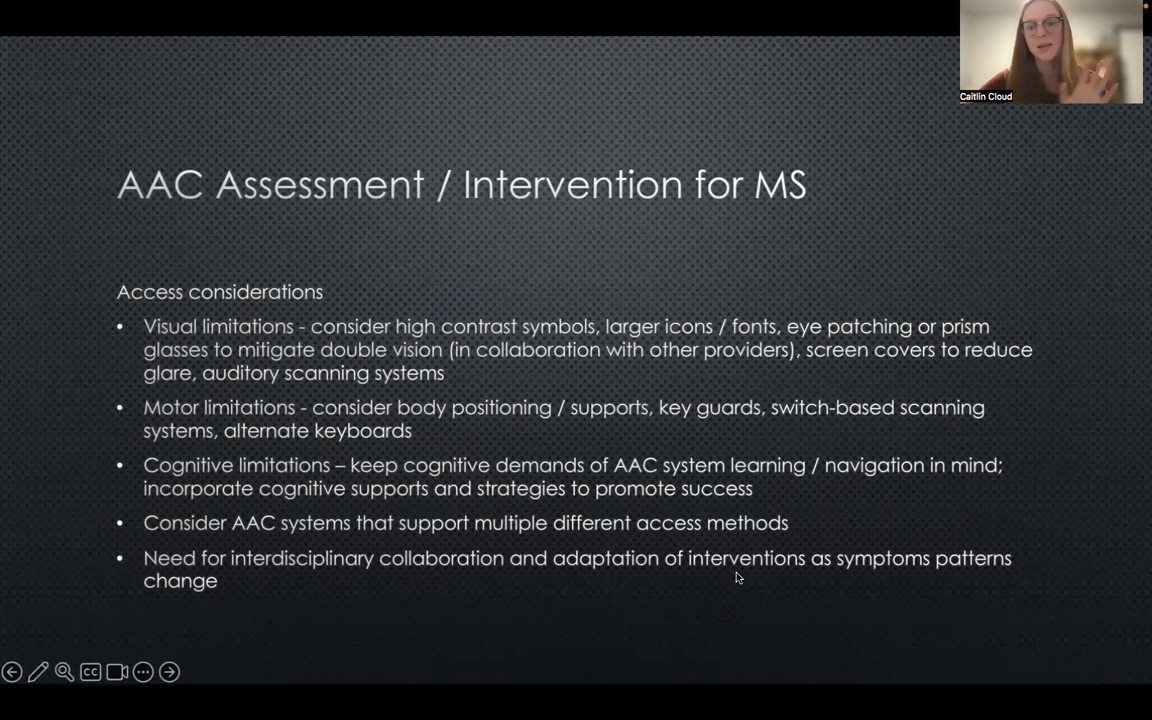 Caitlin Cloud
AAC Assessment / Intervention for MS
Access considerations
• Visual limitations - consider high contrast symbols, larger icons / fonts, eye patching or prism
glasses to mitigate double vision (in collaboration with other providers), screen covers to reduce
glare, auditory scanning systems
• Motor limitations - consider body positioning / supports, key guards, switch-based scanning
systems, alternate keyboards
• Cognitive limitations – keep cognitive demands of AAC system learning / navigation in mind;
incorporate cognitive supports and strategies to promote success
• Consider AAC systems that support multiple different access methods
• Need for interdisciplinary collaboration and adaptation of interventions as symptoms patterns
change
CC